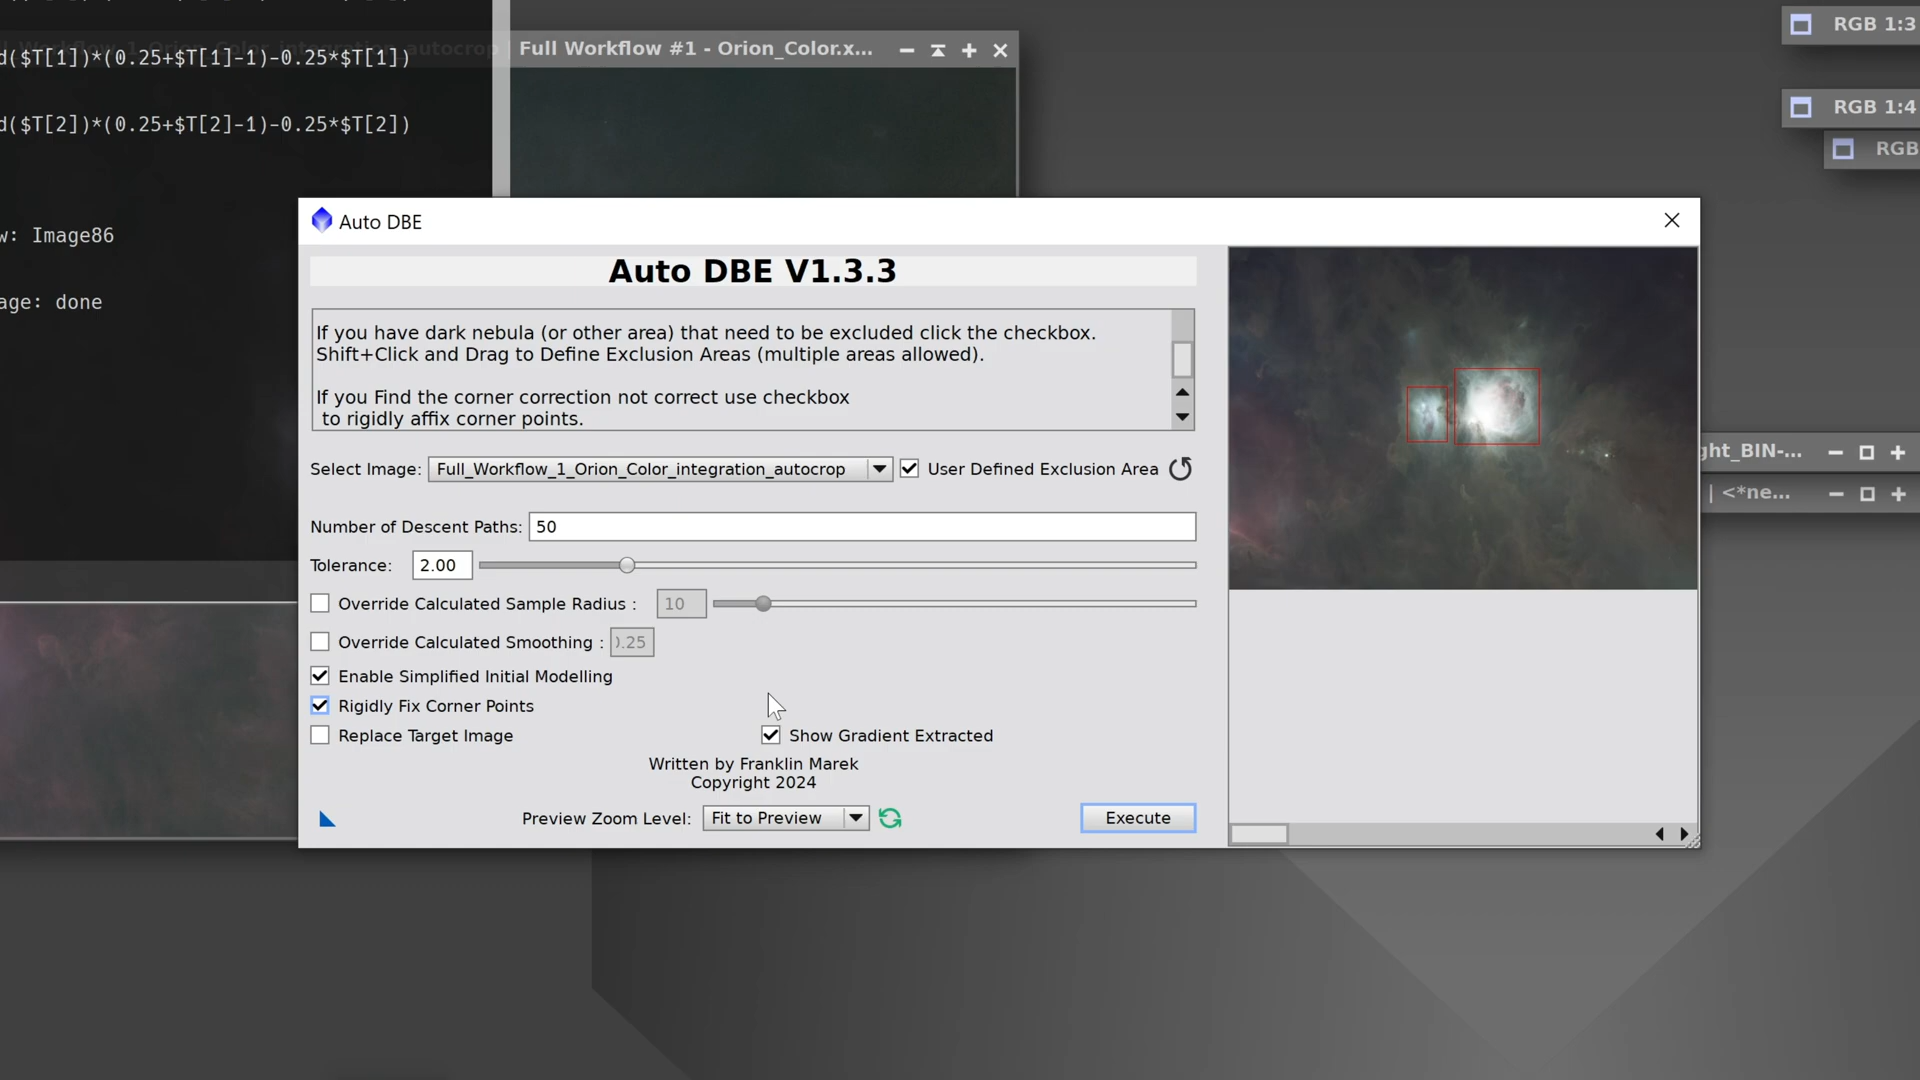 d($T[1])*(0.25+$T[1]-1)-0.25*$T[1])
d($T[2])*(0.25+$T[2]-1)-0.25*$T[2])
w: Image86
age: done
Full Workflow #1 - Orion_Color.x...
RGB 1:3
RGB 1:4
RGB
Auto DBE
Auto DBE V1.3.3
If you have dark nebula (or other area) that need to be excluded click the checkbox.
Shift+Click and Drag to Define Exclusion Areas (multiple areas allowed).
If you Find the corner correction not correct use checkbox
to rigidly affix corner points.
Select Image: Full_Workflow_1_Orion_Color_integration_autocrop User Defined Exclusion Area
Number of Descent Paths: 50
Tolerance: 2.00
Override Calculated Sample Radius : 10
Override Calculated Smoothing : .25
Enable Simplified Initial Modelling
Rigidly Fix Corner Points
Replace Target Image Show Gradient Extracted
Written by Franklin Marek
Copyright 2024
Preview Zoom Level: Fit to Preview Execute
ght_BIN-...
| <*ne...